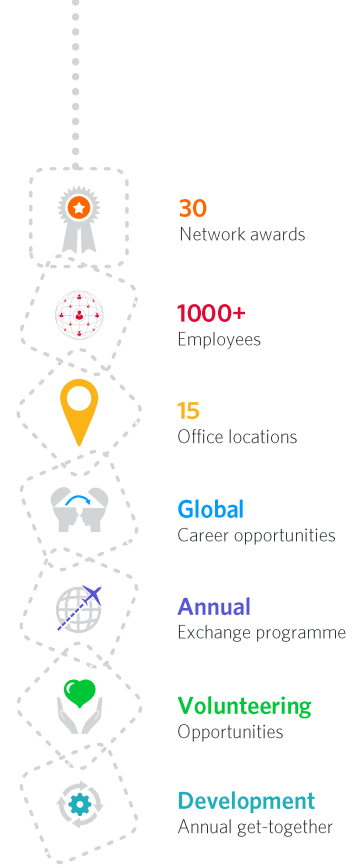 30
Network awards
1000+
Employees
15
Office locations
Global
Career opportunities
Annual
Exchange programme
Volunteering
Opportunities
Development
Annual get-together